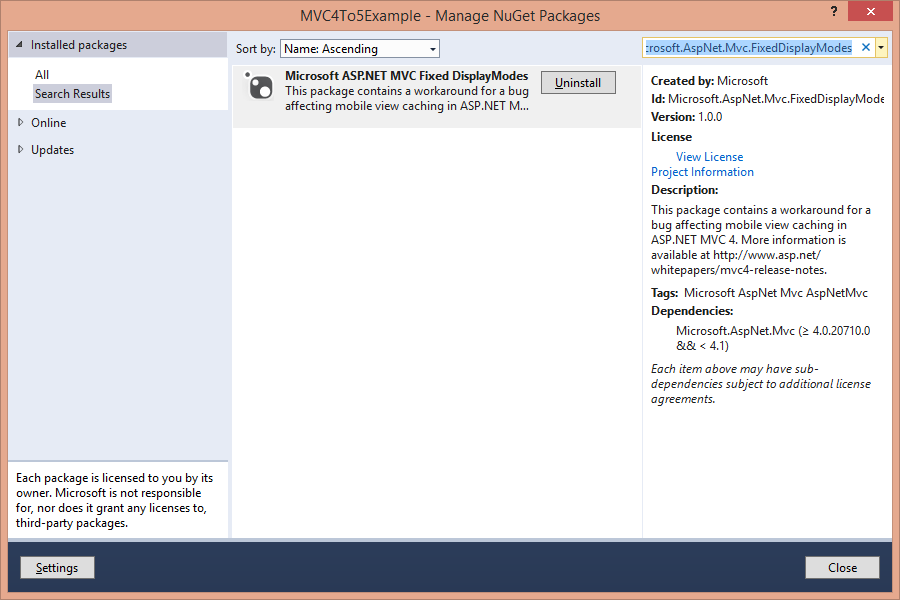 MVC4To5Example - Manage NuGet Packages
?
Installed packages
All
Search Results
Online
Updates
Each package is licensed to you by its
owner. Microsoft is not responsible
for, nor does it grant any licenses to,
third-party packages.
Sort by: Name: Ascending
Microsoft ASP.NET MVC Fixed DisplayModes
This package contains a workaround for a bug
affecting mobile view caching in ASP.NET M...
Uninstall
crosoft.AspNet.Mvc.FixedDisplayModes
Created by: Microsoft
Id: Microsoft.AspNet.Mvc.FixedDisplayMode
Version: 1.0.0
License
View License
Project Information
Description:
This package contains a workaround for a
bug affecting mobile view caching in
ASP.NET MVC 4. More information is
available at http://www.asp.net/
whitepapers/mvc4-release-notes.
Tags: Microsoft AspNet Mvc AspNetMvc
Dependencies:
Microsoft.AspNet.Mvc (≥ 4.0.20710.0
&& < 4.1)
Each item above may have sub-
dependencies subject to additional license
agreements.
Settings
Close